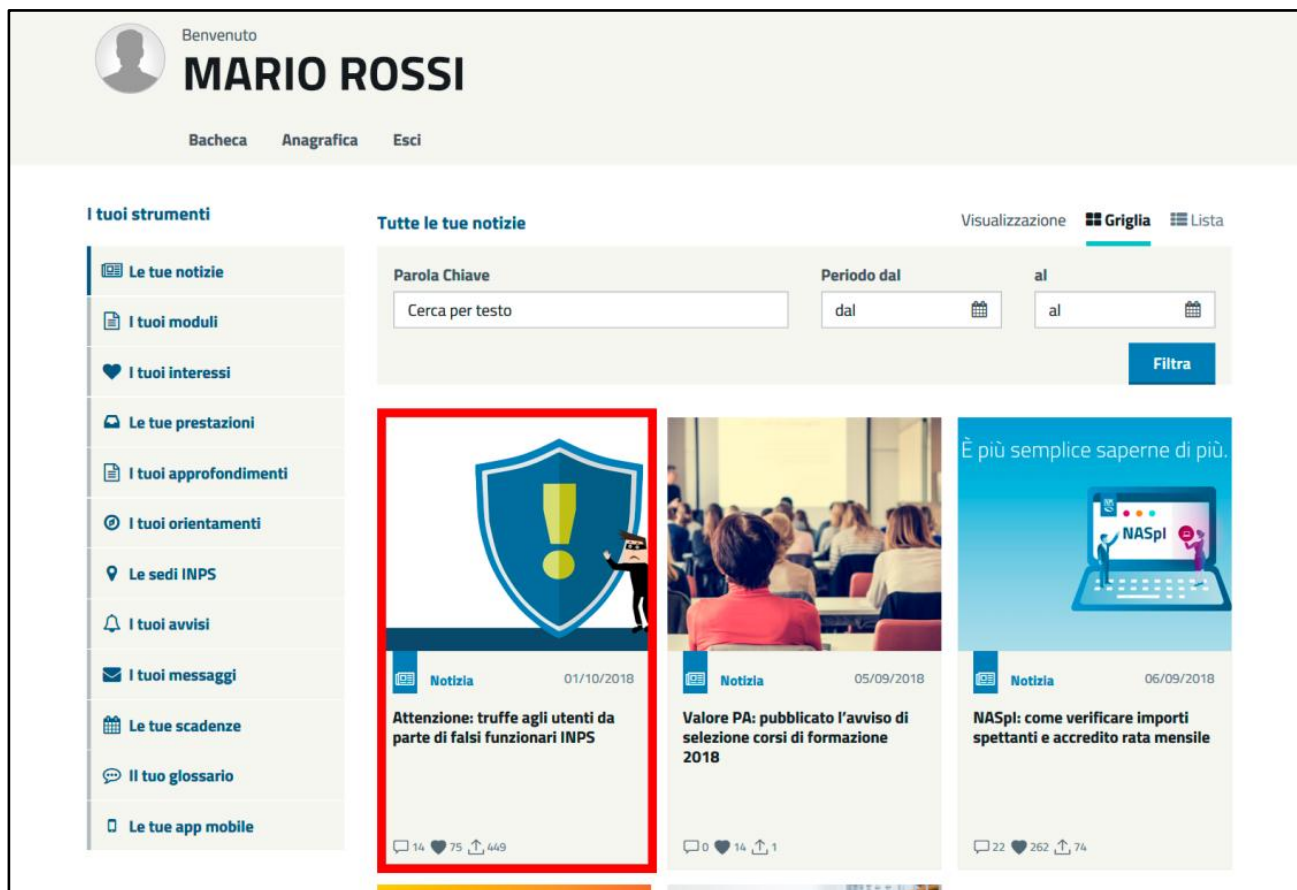 Benvenuto
MARIO ROSSI
Bacheca Anagrafica Esci
I tuoi strumenti
Le tue notizie
I tuoi moduli
I tuoi interessi
Le tue prestazioni
I tuoi approfondimenti
I tuoi orientamenti
Le sedi INPS
I tuoi avvisi
I tuoi messaggi
Le tue scadenze
Il tuo glossario
Le tue app mobile
Tutte le tue notizie
Visualizzazione Griglia Lista
Parola Chiave Periodo dal al
Cerca per testo dal al
Filtra
Notizia 01/10/2018
Attenzione: truffe agli utenti da
parte di falsi funzionari INPS
14 75 449
Notizia 05/09/2018
Valore PA: pubblicato l'avviso di
selezione corsi di formazione
2018
0 14 1
È più semplice saperne di più.
NASpI
Notizia 06/09/2018
NASpI: come verificare importi
spettanti e accredito rata mensile
22 262 74